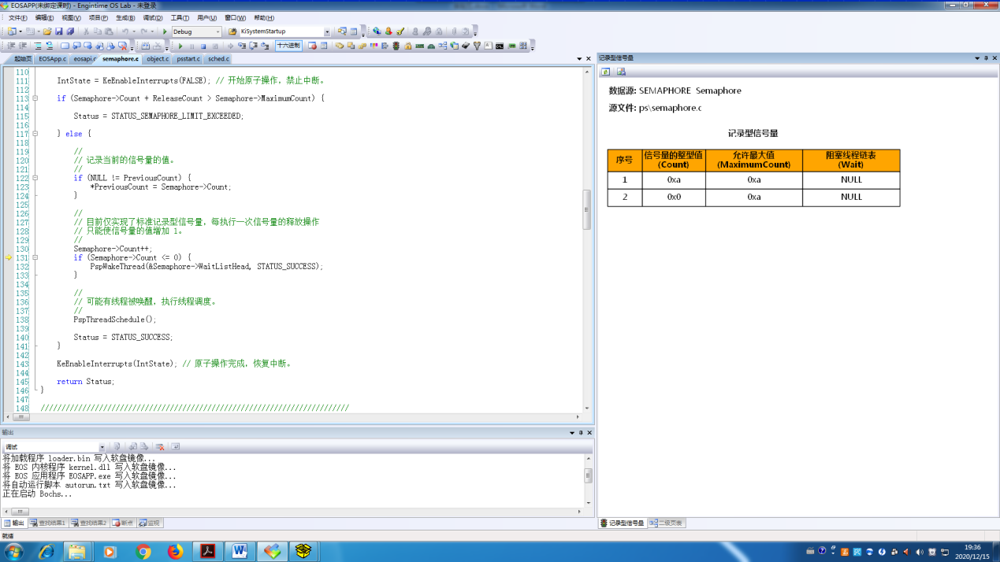 EOSAPP(未绑定课时) - Engintime OS Lab - 未登录
文件(F) 编辑(E) 视图(V) 项目(P) 生成(B) 调试(D) 工具(T) 用户(U) 窗口(W) 帮助(H)
Debug KiSystemStartup
十六进制
起始页 EOSApp.c eosapi.c semaphore.c object.c psstart.c sched.c
110
111 IntState = KeEnableInterrupts(FALSE); // 开始原子操作，禁止中断。
112
113 if (Semaphore->Count + ReleaseCount > Semaphore->MaximumCount) {
114
115 Status = STATUS_SEMAPHORE_LIMIT_EXCEEDED;
116
117 } else {
118
119 //
120 // 记录当前的信号量的值。
121 //
122 if (NULL != PreviousCount) {
123 *PreviousCount = Semaphore->Count;
124 }
125
126 //
127 // 目前仅实现了标准记录型信号量，每执行一次信号量的释放操作
128 // 只能使信号量的值增加 1。
129 //
130 Semaphore->Count++;
131 if (Semaphore->Count <= 0) {
132 PspWakeThread(&Semaphore->WaitListHead, STATUS_SUCCESS);
133 }
134
135 //
136 // 可能有线程被唤醒，执行线程调度。
137 //
138 PspThreadSchedule();
139
140 Status = STATUS_SUCCESS;
141 }
142
143 KeEnableInterrupts(IntState); // 原子操作完成，恢复中断。
144
145 return Status;
146 }
147
148 //////////////////////////////////////////////////////////////////////////
输出
调试
将加载程序 loader.bin 写入软盘镜像...
将 EOS 内核程序 kernel.dll 写入软盘镜像...
将 EOS 应用程序 EOSAPP.exe 写入软盘镜像...
将自动运行脚本 autorun.txt 写入软盘镜像...
正在启动 Bochs...
输出 查找结果1 查找结果2 断点 监视
就绪
记录型信号量
数据源: SEMAPHORE Semaphore
源文件: ps\semaphore.c
记录型信号量
序号 信号量的整型值 (Count) 允许最大值 (MaximumCount) 阻塞线程链表 (Wait)
1 0xa 0xa NULL
2 0x0 0xa NULL
记录型信号量 二级页表
19:36
2020/12/15